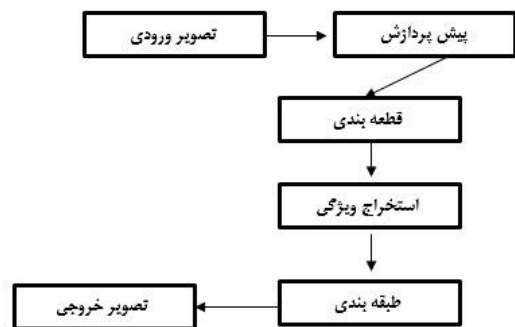 تصویر ورودی
پیش پردازش
قطعه بندی
استخراج ویژگی
طبقه بندی
تصویر خروجی